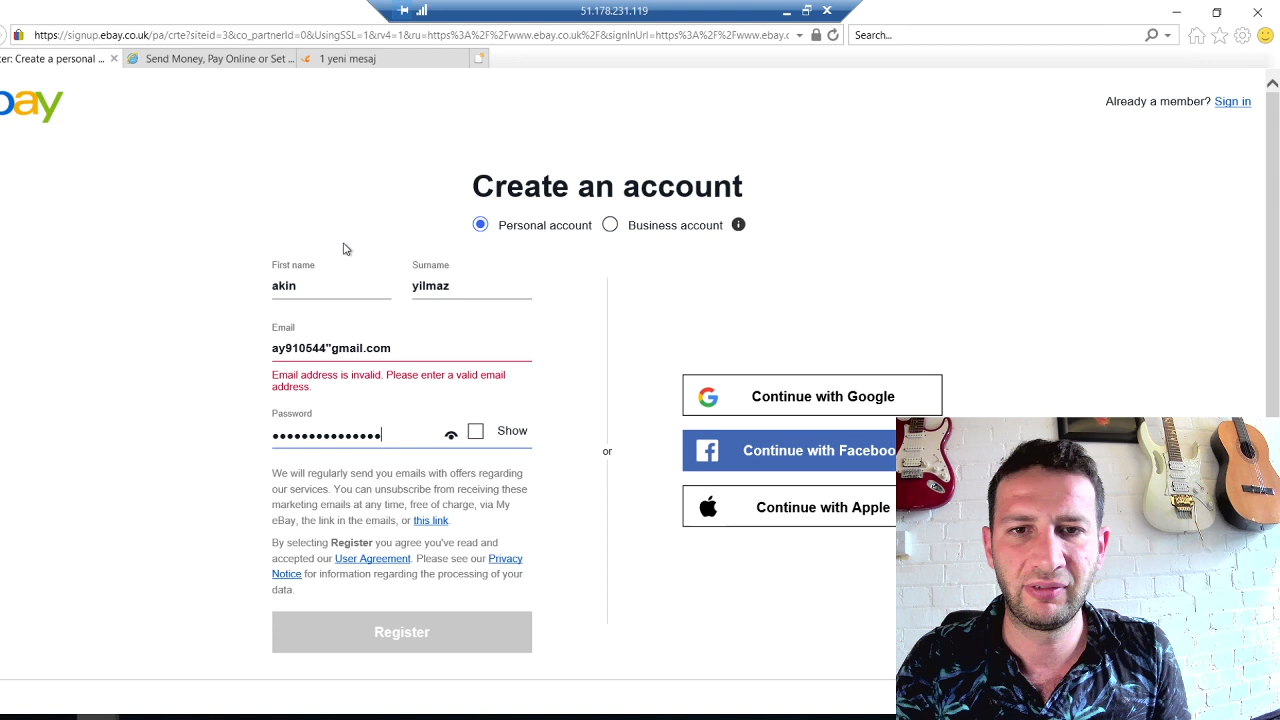 51.178.231.119
https://signup.ebay.co.uk/pa/crte?siteid=3&co_partnerId=0&UsingSSL=1&rv4=1&ru=https%3A%2F%2Fwww.ebay.co.uk%2F&signInUrl=https%3A%2F%2Fwww.ebay.c
Search...
ter: Create a personal ...
Send Money, Pay Online or Set ...
1 yeni mesaj
bay
Already a member? Sign in
Create an account
Personal account
Business account
First name
Surname
akin
yilmaz
Email
ay910544"gmail.com
Email address is invalid. Please enter a valid email
address.
Password
Show
We will regularly send you emails with offers regarding
our services. You can unsubscribe from receiving these
marketing emails at any time, free of charge, via My
eBay, the link in the emails, or this link.
By selecting Register you agree you've read and
accepted our User Agreement. Please see our Privacy
Notice for information regarding the processing of your
data.
Register
or
Continue with Google
Continue with Faceboo
Continue with Apple